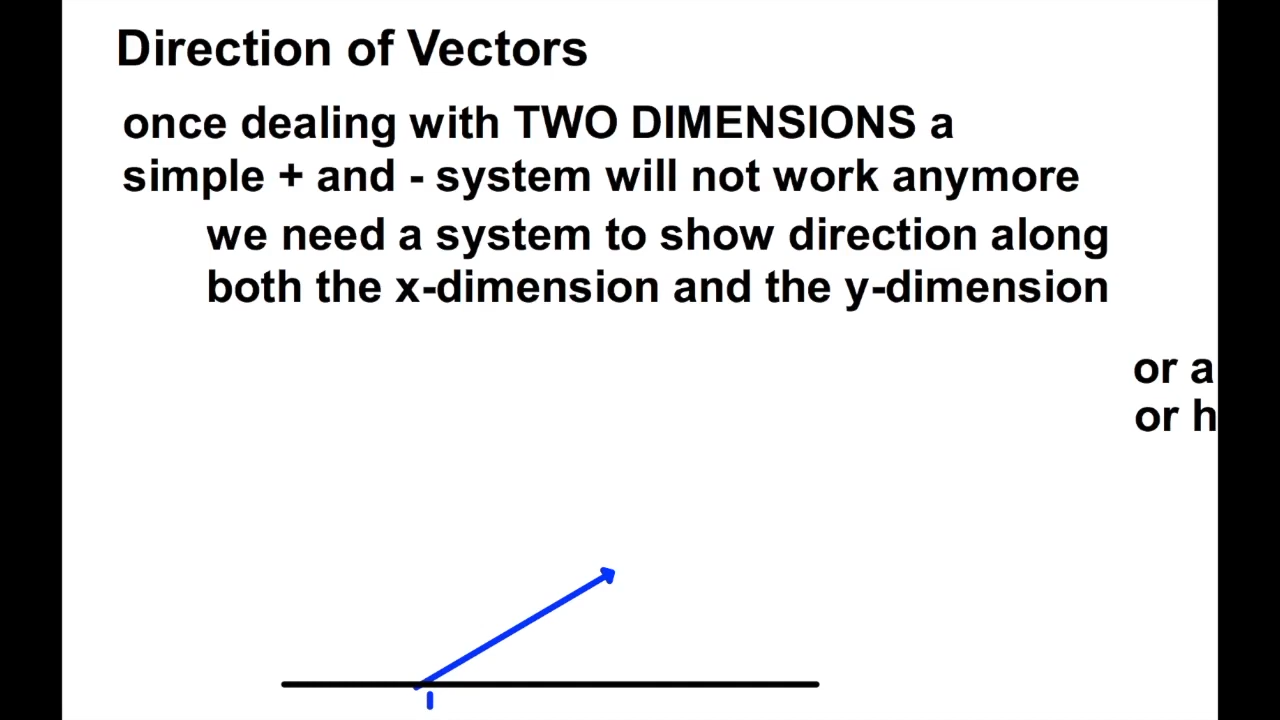 Direction of Vectors
once dealing with TWO DIMENSIONS a
simple + and - system will not work anymore
we need a system to show direction along
both the x-dimension and the y-dimension
or a
or h